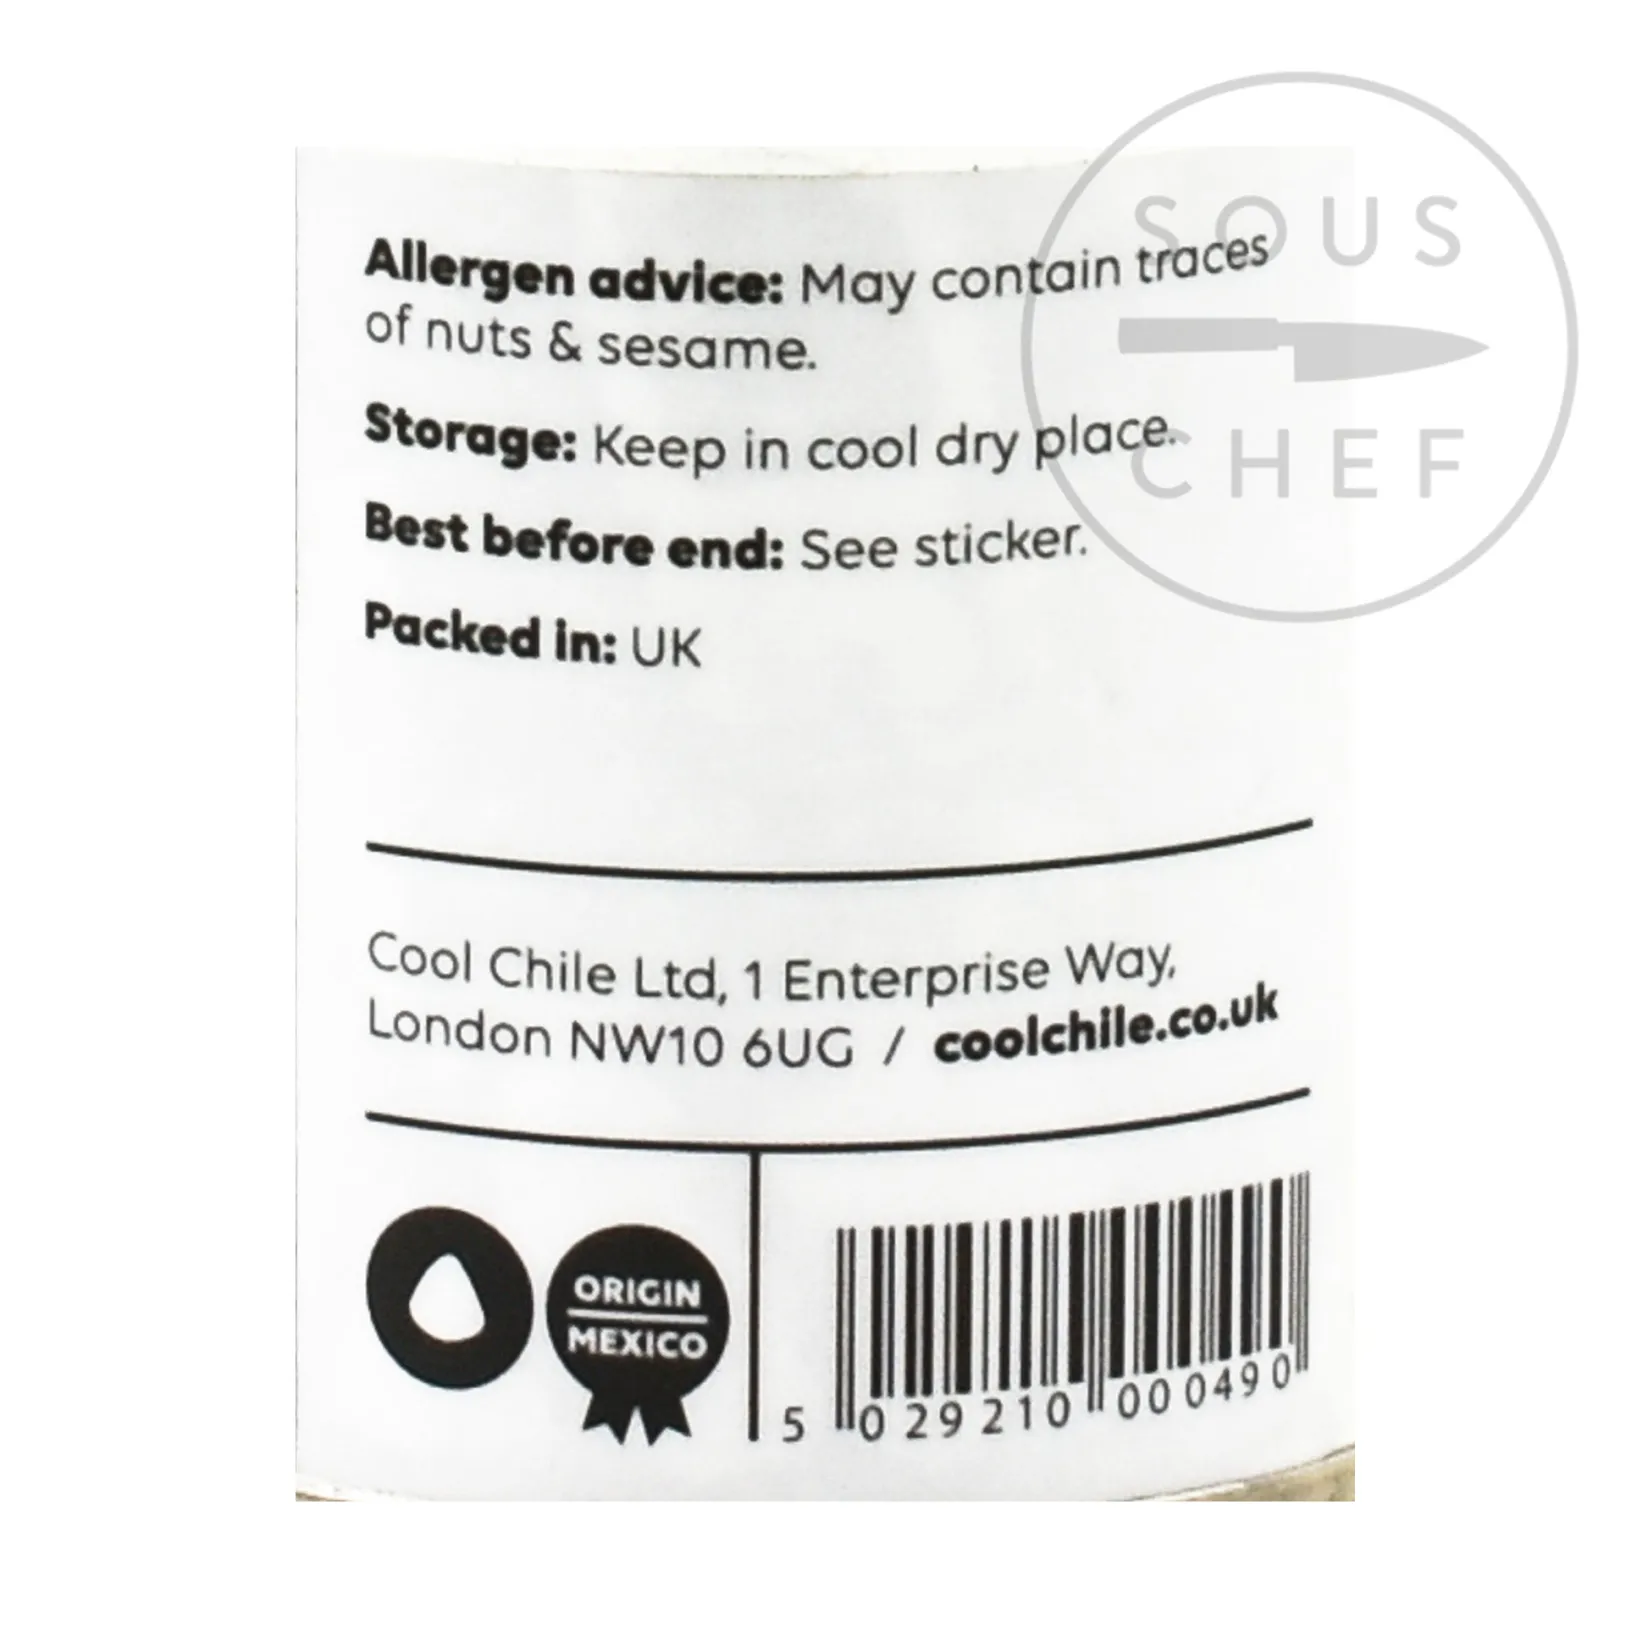 SOUS
CHEF
Allergen advice: May contain traces
of nuts & sesame.
Storage: Keep in cool dry place.
Best before end: See sticker.
Packed in: UK
Cool Chile Ltd, 1 Enterprise Way,
London NW10 6UG / coolchile.co.uk
ORIGIN
MEXICO
5 029210 000490